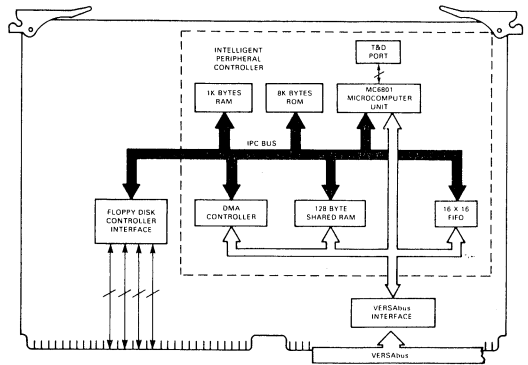 INTELLIGENT
PERIPHERAL
CONTROLLER
T&D
PORT
1K BYTES
RAM
8K BYTES
ROM
MC6801
MICROCOMPUTER
UNIT
IPC BUS
FLOPPY DISK
CONTROLLER
INTERFACE
DMA
CONTROLLER
128 BYTE
SHARED RAM
16 X 16
FIFO
VERSAbus
INTERFACE
VERSAbus